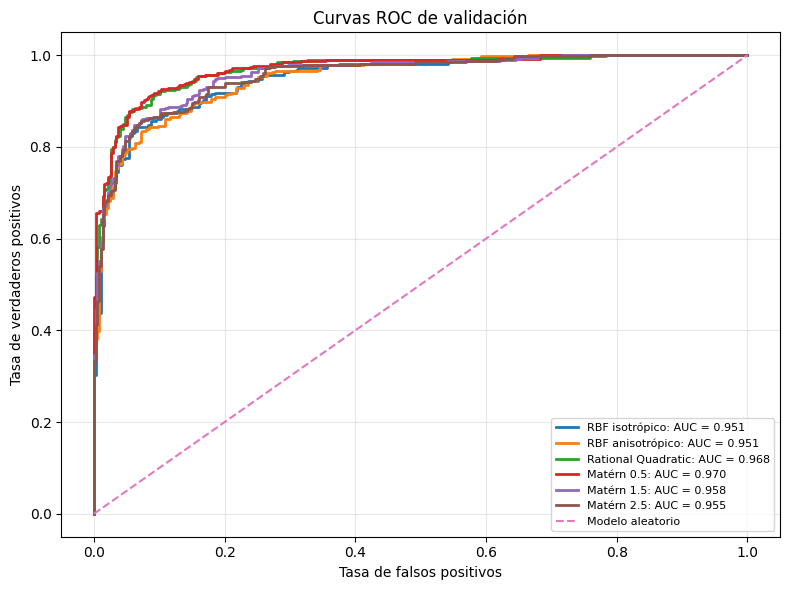 Curvas ROC de validación
Tasa de verdaderos positivos
1.0
0.8
0.6
0.4
0.2
0.0
0.0 0.2 0.4 0.6 0.8 1.0
Tasa de falsos positivos
RBF isotrópico: AUC = 0.951
RBF anisotrópico: AUC = 0.951
Rational Quadratic: AUC = 0.968
Matérn 0.5: AUC = 0.970
Matérn 1.5: AUC = 0.958
Matérn 2.5: AUC = 0.955
Modelo aleatorio